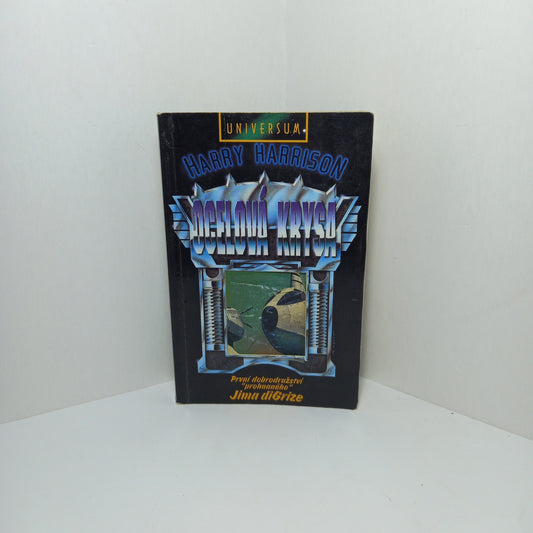 UNIVERSUM
HARRY HARRISON
OCELOVÁ KRYSA
První dobrodružství
"prohnaného"
Jima diGrize